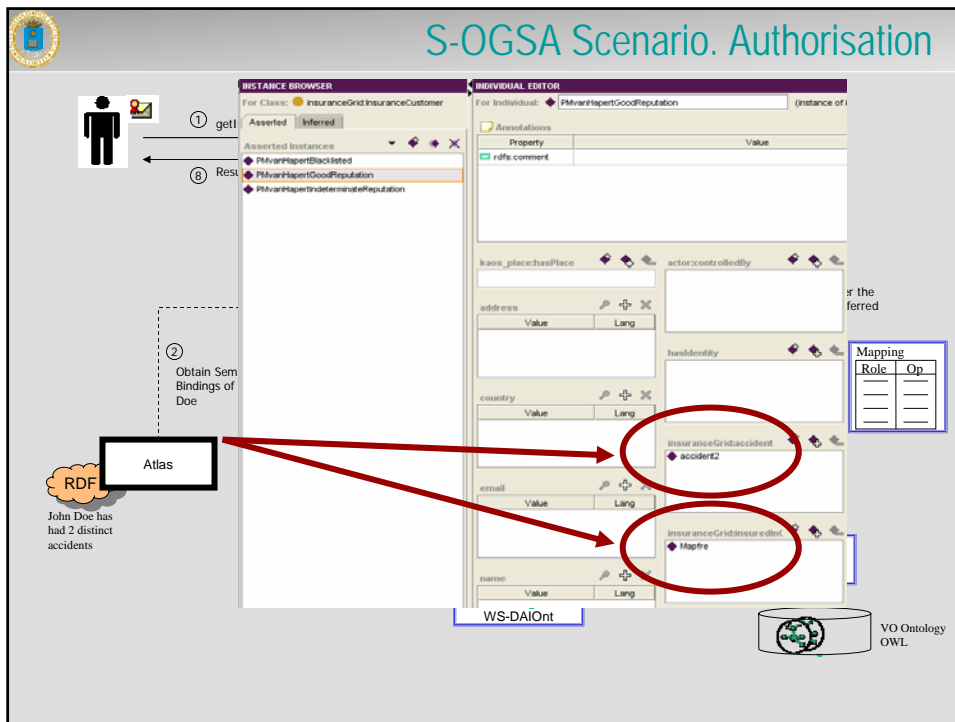 S-OGSA Scenario. Authorisation
INSTANCE BROWSER
For Class: insuranceGrid:InsuranceCustomer
Asserted
Inferred
Asserted Instances
PMvanHapertBlacklisted
PMvanHapertGoodReputation
PMvanHapertIndeterminateReputation
INDIVIDUAL EDITOR
For Individual: PMvanHapertGoodReputation
(instance of i
Annotations
Property
Value
rdfs:comment
kaos_place:hasPlace
actor:controlledBy
address
Value
Lang
hasIdentity
country
Value
Lang
insuranceGrid:accident
accident2
email
Value
Lang
insuranceGrid:insuredIn
Mapfre
name
Value
Lang
1
8
2
Obtain Sem
Bindings of
Doe
Atlas
RDF
John Doe has
had 2 distinct
accidents
er the
ferred
Mapping
Role Op
WS-DAIOnt
VO Ontology
OWL